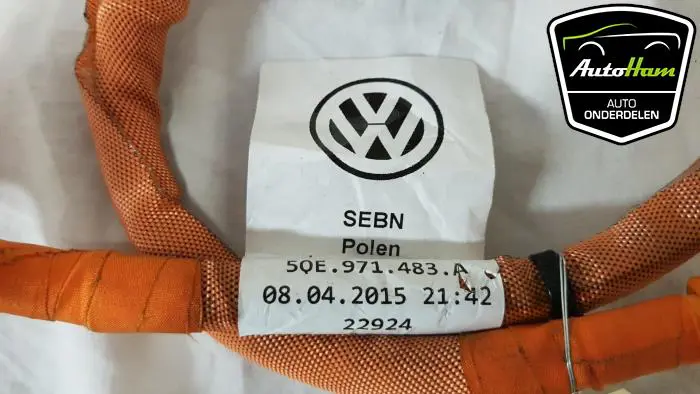 AutoHam
AUTO
ONDERDELEN
SEBN
Polen
5QE.971.483.A
08.04.2015 21:42
22924